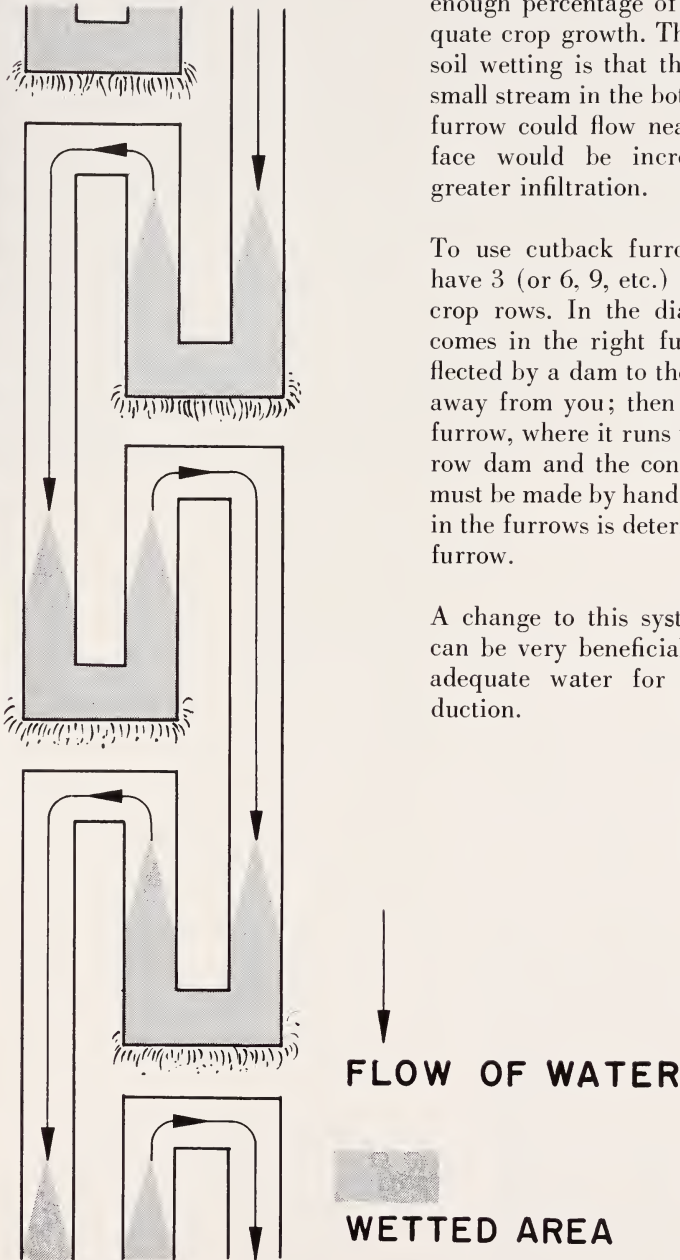 enough percentage of
quate crop growth. Th
soil wetting is that th
small stream in the bot
furrow could flow nea
face would be incre
greater infiltration.
To use cutback furro
have 3 (or 6, 9, etc.)
crop rows. In the dia
comes in the right fu
flected by a dam to the
away from you; then
furrow, where it runs
row dam and the con
must be made by hand
in the furrows is deter
furrow.
A change to this syst
can be very beneficial
adequate water for
duction.
FLOW OF WATER
WETTED AREA